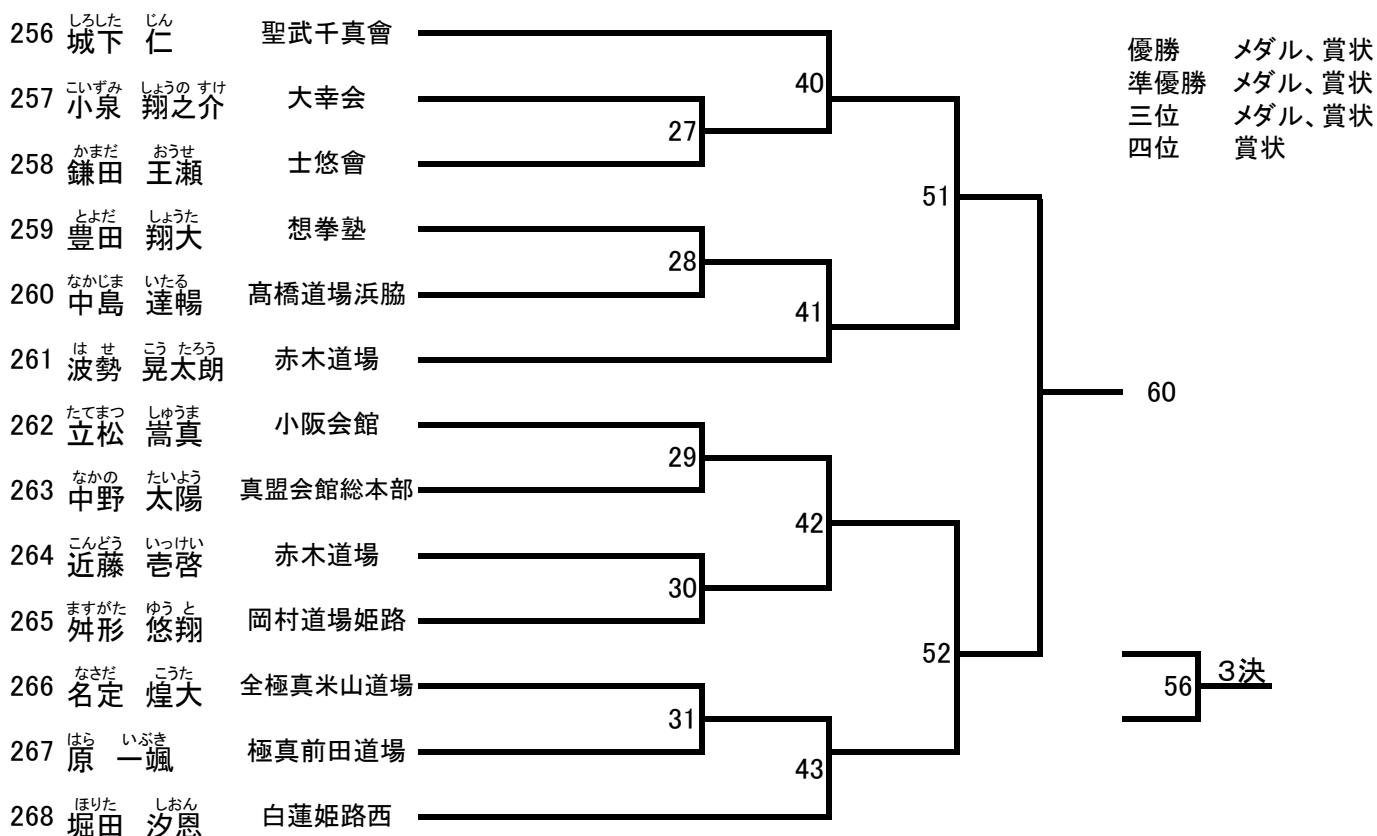 256 城下 仁 聖武千真會
しろした じん
257 小泉 翔之介 大幸会
こいずみ しょうの すけ
258 鎌田 王瀬 士悠會
かまだ おうせ
259 豊田 翔大 想拳塾
とよだ しょうた
260 中島 達暢 髙橋道場浜脇
なかじま いたる
261 波勢 晃太朗 赤木道場
は せ こう たろう
262 立松 嵩真 小阪会館
たてまつ しゅうま
263 中野 太陽 真盟会館総本部
なかの たいよう
264 近藤 壱啓 赤木道場
こんどう いっけい
265 舛形 悠翔 岡村道場姫路
ますがた ゆう と
266 名定 煌大 全極真米山道場
なさだ こうた
267 原 一颯 極真前田道場
はら いぶき
268 堀田 汐恩 白蓮姫路西
ほりた しおん
27
28
29
30
31
40
41
42
43
51
52
60
56 3決
優勝 メダル、賞状
準優勝 メダル、賞状
三位 メダル、賞状
四位 賞状